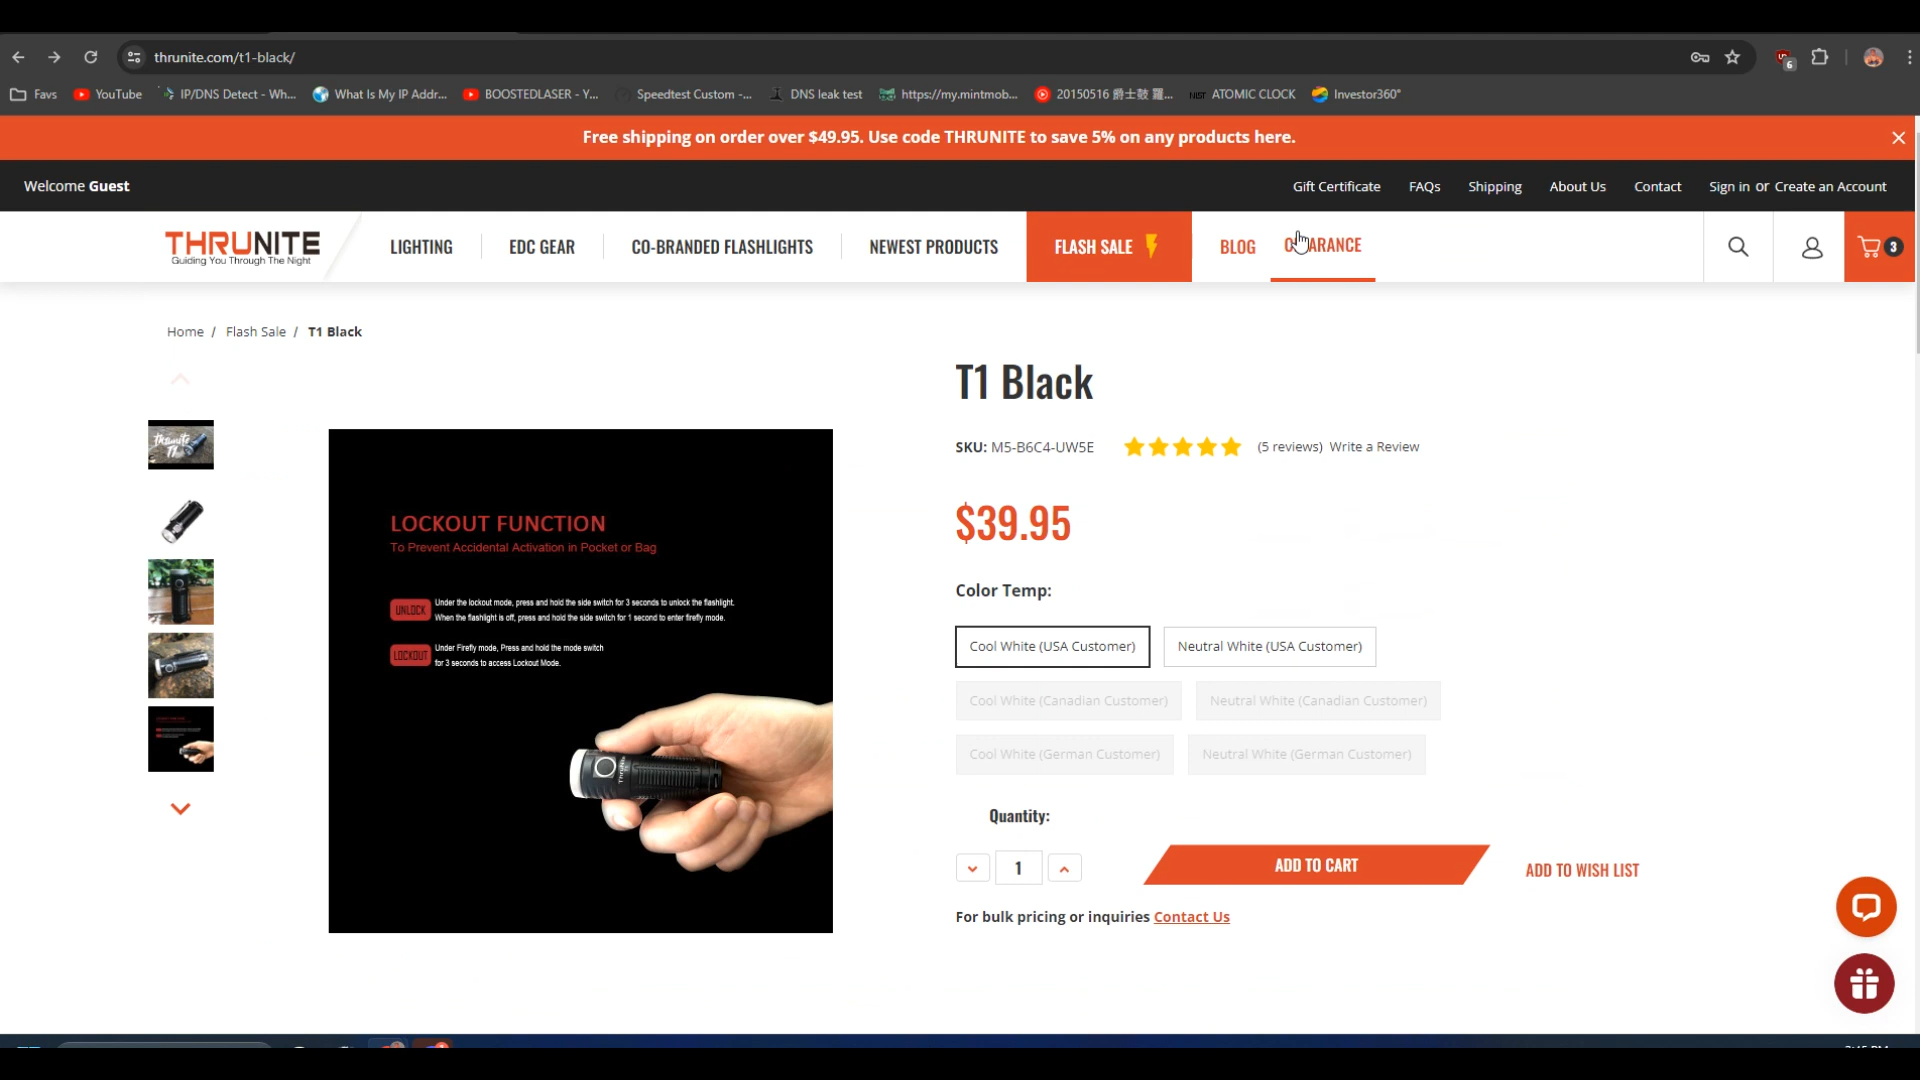 thrunite.com/t1-black/
6
Favs
YouTube
IP/DNS Detect - Wh...
What Is My IP Addr...
BOOSTEDLASER - Y...
Speedtest Custom -...
DNS leak test
https://my.mintmob...
20150516 爵士鼓 羅...
NIST ATOMIC CLOCK
Investor360°
Free shipping on order over $49.95. Use code THRUNITE to save 5% on any products here.
Welcome Guest
Gift Certificate
FAQs
Shipping
About Us
Contact
Sign in or Create an Account
THRUNITE
Guiding You Through The Night
LIGHTING
EDC GEAR
CO-BRANDED FLASHLIGHTS
NEWEST PRODUCTS
FLASH SALE
BLOG
CLEARANCE
3
Home / Flash Sale / T1 Black
T1 Black
SKU: M5-B6C4-UW5E
(5 reviews) Write a Review
$39.95
LOCKOUT FUNCTION
To Prevent Accidental Activation in Pocket or Bag
UNLOCK
Under the lockout mode, press and hold the side switch for 3 seconds to unlock the flashlight.
When the flashlight is off, press and hold the side switch for 1 second to enter firefly mode.
LOCKOUT
Under Firefly mode, Press and hold the mode switch
for 3 seconds to access Lockout Mode.
Color Temp:
Cool White (USA Customer)
Neutral White (USA Customer)
Cool White (Canadian Customer)
Neutral White (Canadian Customer)
Cool White (German Customer)
Neutral White (German Customer)
Quantity:
1
ADD TO CART
ADD TO WISH LIST
For bulk pricing or inquiries Contact Us